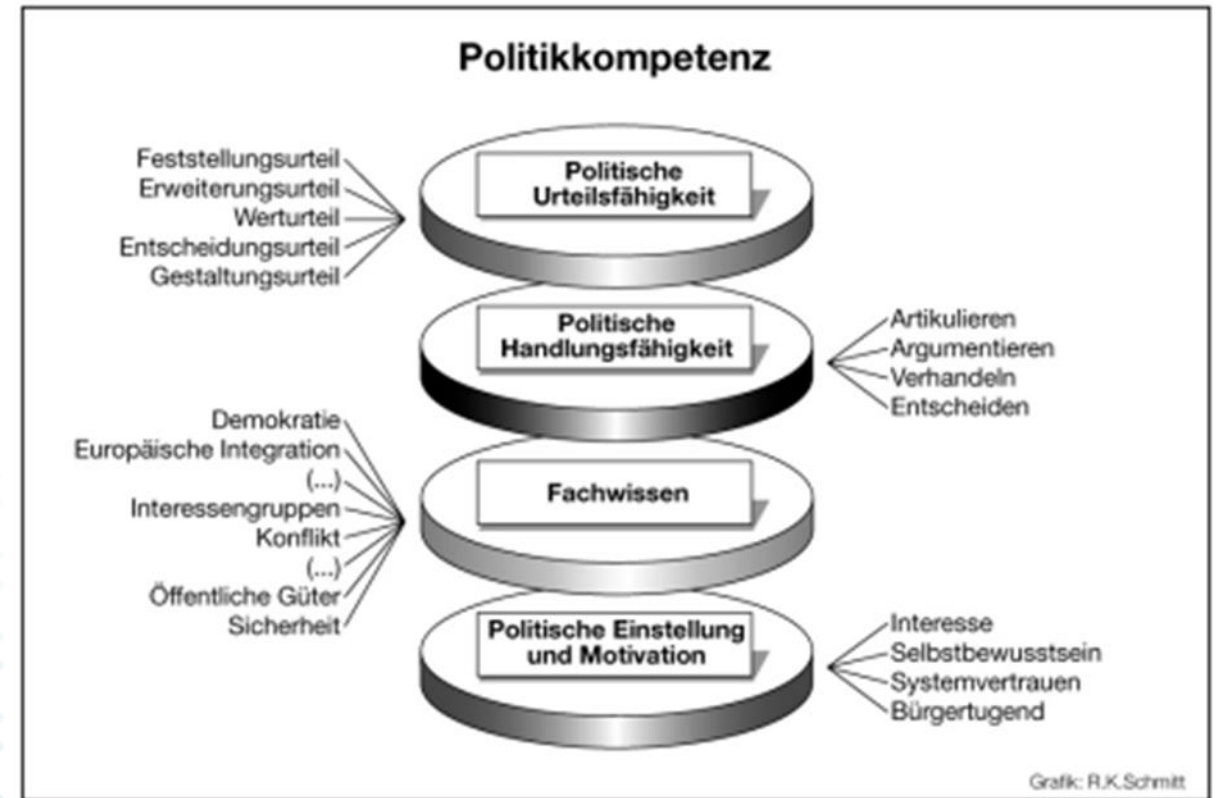 Politikkompetenz
Feststellungsurteil
Erweiterungsurteil
Werturteil
Entscheidungsurteil
Gestaltungsurteil
Politische
Urteilsfähigkeit
Politische
Handlungsfähigkeit
Artikulieren
Argumentieren
Verhandeln
Entscheiden
Demokratie
Europäische Integration
(...)
Interessengruppen
Konflikt
(...)
Öffentliche Güter
Sicherheit
Fachwissen
Politische Einstellung
und Motivation
Interesse
Selbstbewusstsein
Systemvertrauen
Bürgertugend
Grafik: R.K.Schmitt